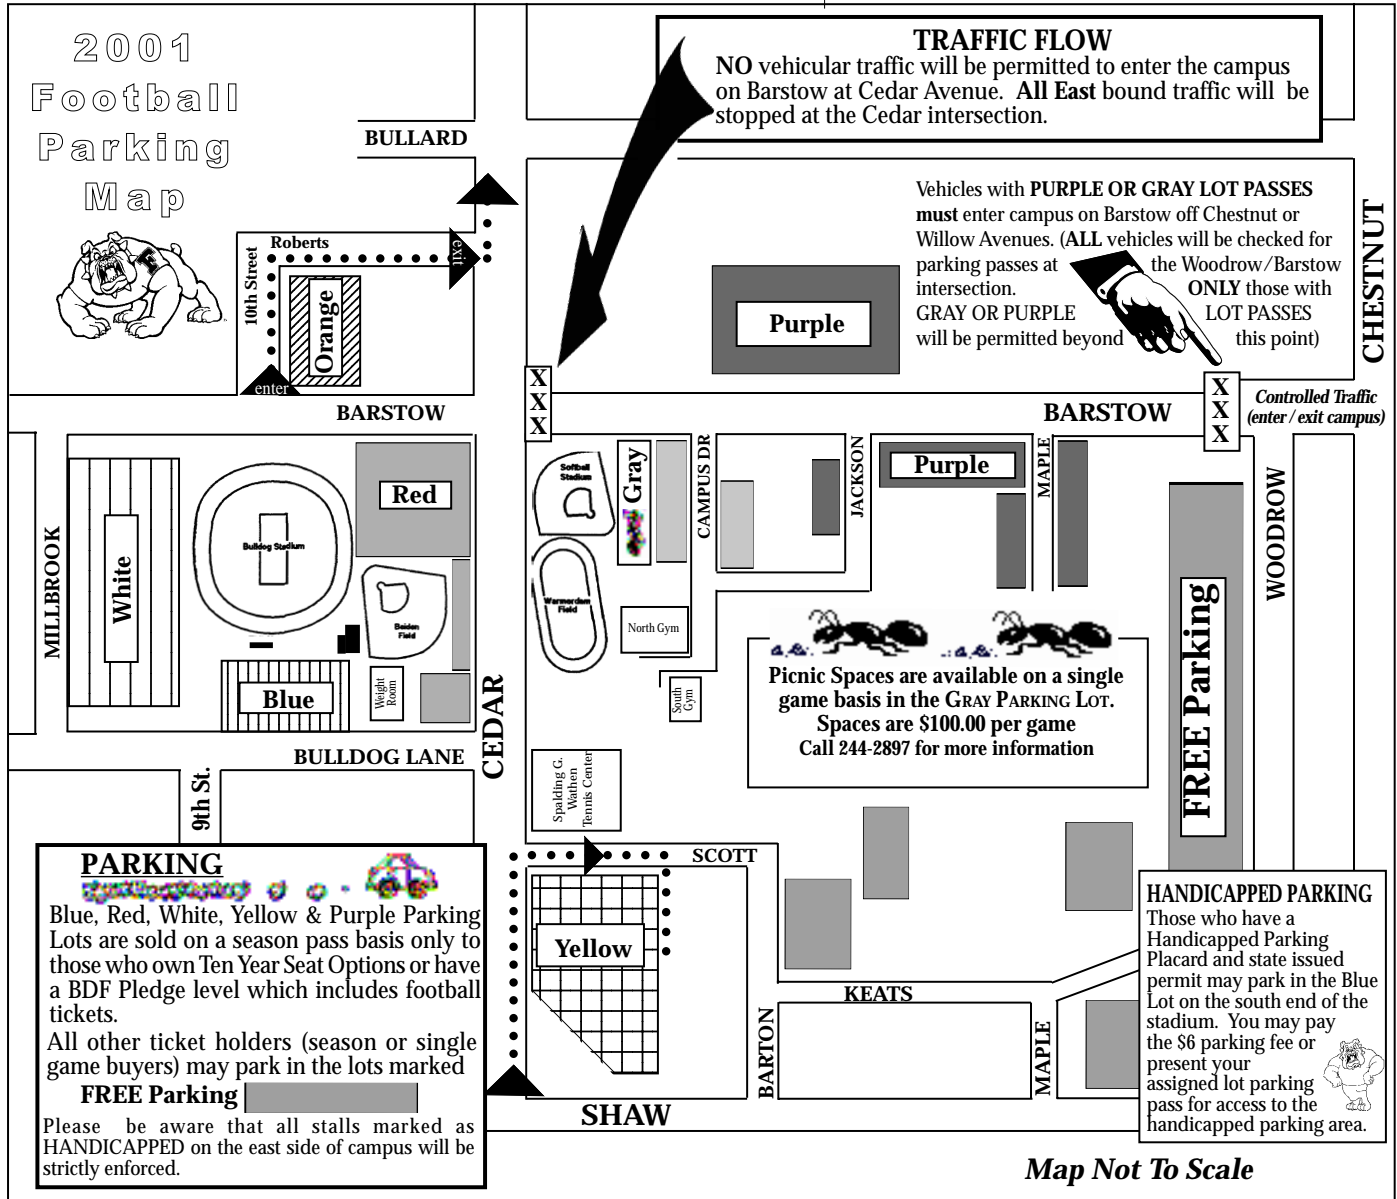 2001
Football
Parking
Map
TRAFFIC FLOW
NO vehicular traffic will be permitted to enter the campus
on Barstow at Cedar Avenue. All East bound traffic will be
stopped at the Cedar intersection.
BULLARD
Vehicles with PURPLE OR GRAY LOT PASSES
must enter campus on Barstow off Chestnut or
Willow Avenues. (ALL vehicles will be checked for
parking passes at the Woodrow/Barstow
intersection. ONLY those with
GRAY OR PURPLE LOT PASSES
will be permitted beyond this point)
CHESTNUT
Roberts
exit
10th Street
Orange
enter
F
Purple
X
X
X
X
X
X
BARSTOW
BARSTOW
Controlled Traffic
(enter / exit campus)
MILLBROOK
White
Bulldog Stadium
Red
Beiden
Field
Blue
Weight
Room
CEDAR
BULLDOG LANE
9th St.
Softball
Stadium
Gray
CAMPUS DR
JACKSON
Purple
MAPLE
WOODROW
Warmerdam
Field
North Gym
South
Gym
Picnic Spaces are available on a single
game basis in the GRAY PARKING LOT.
Spaces are $100.00 per game
Call 244-2897 for more information
FREE Parking
Spalding G.
Wathen
Tennis Center
SCOTT
Yellow
BARTON
KEATS
MAPLE
SHAW
PARKING
Blue, Red, White, Yellow & Purple Parking
Lots are sold on a season pass basis only to
those who own Ten Year Seat Options or have
a BDF Pledge level which includes football
tickets.
All other ticket holders (season or single
game buyers) may park in the lots marked
FREE Parking
Please be aware that all stalls marked as
HANDICAPPED on the east side of campus will be
strictly enforced.
HANDICAPPED PARKING
Those who have a
Handicapped Parking
Placard and state issued
permit may park in the Blue
Lot on the south end of the
stadium. You may pay
the $6 parking fee or
present your
assigned lot parking
pass for access to the
handicapped parking area.
Map Not To Scale